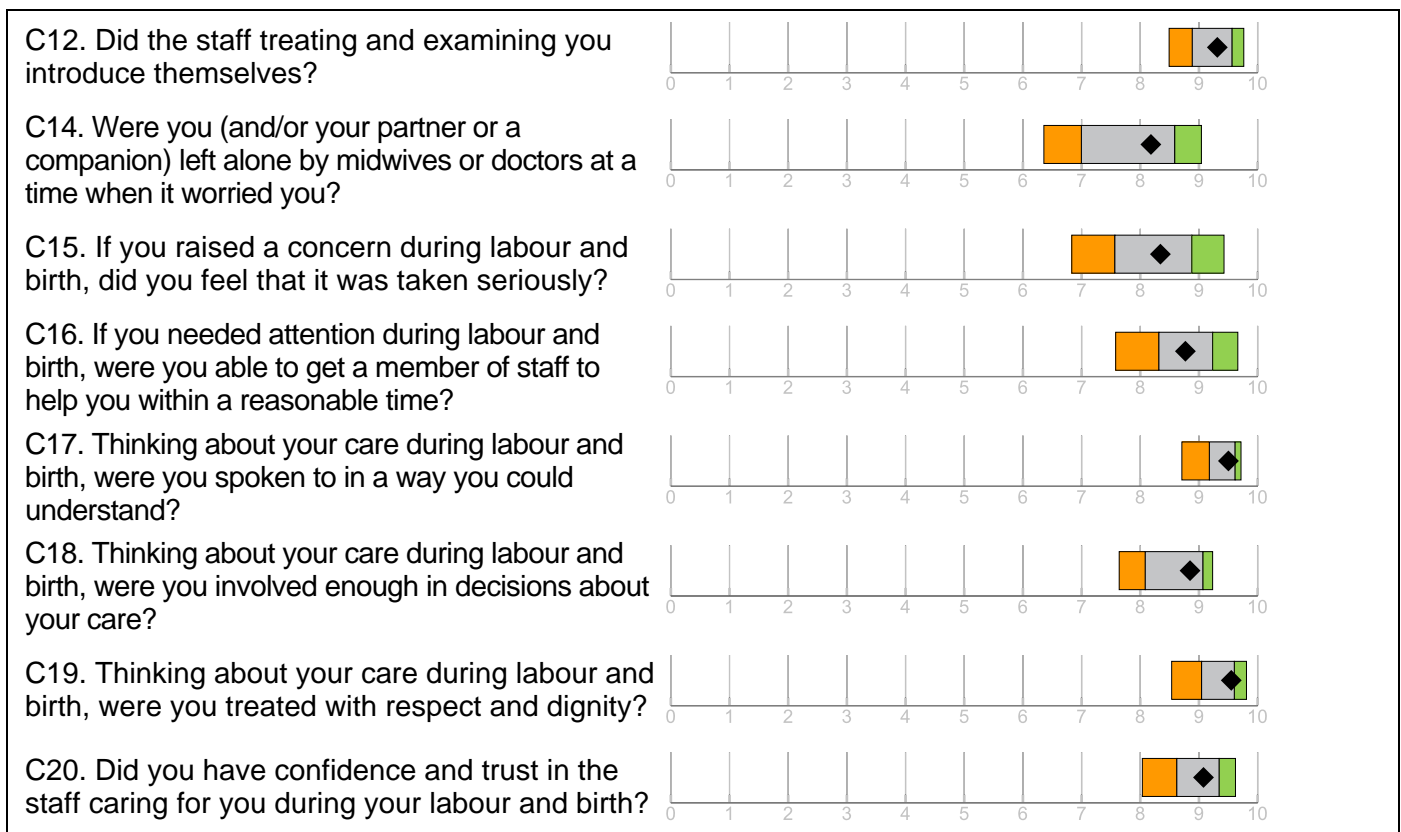 C12. Did the staff treating and examining you
introduce themselves?
0 1 2 3 4 5 6 7 8 9 10
C14. Were you (and/or your partner or a
companion) left alone by midwives or doctors at a
time when it worried you?
0 1 2 3 4 5 6 7 8 9 10
C15. If you raised a concern during labour and
birth, did you feel that it was taken seriously?
0 1 2 3 4 5 6 7 8 9 10
C16. If you needed attention during labour and
birth, were you able to get a member of staff to
help you within a reasonable time?
0 1 2 3 4 5 6 7 8 9 10
C17. Thinking about your care during labour and
birth, were you spoken to in a way you could
understand?
0 1 2 3 4 5 6 7 8 9 10
C18. Thinking about your care during labour and
birth, were you involved enough in decisions about
your care?
0 1 2 3 4 5 6 7 8 9 10
C19. Thinking about your care during labour and
birth, were you treated with respect and dignity?
0 1 2 3 4 5 6 7 8 9 10
C20. Did you have confidence and trust in the
staff caring for you during your labour and birth?
0 1 2 3 4 5 6 7 8 9 10